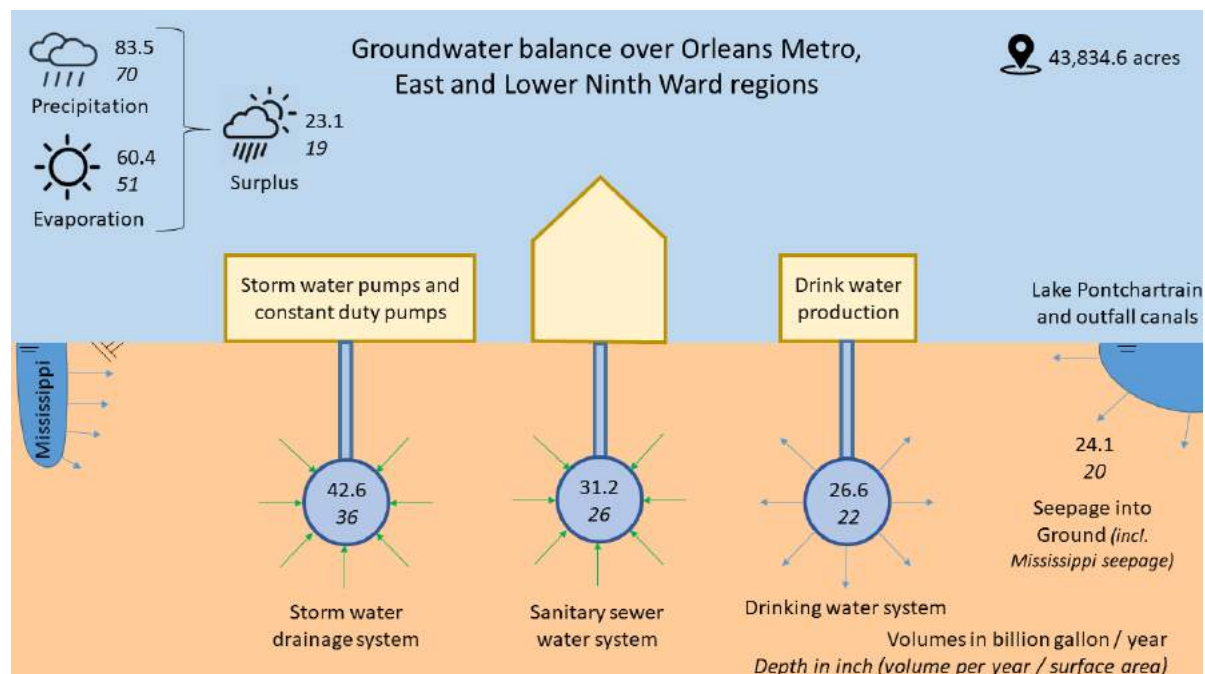 Groundwater balance over Orleans Metro,
East and Lower Ninth Ward regions
43,834.6 acres
83.5
70
Precipitation
60.4
51
Evaporation
23.1
19
Surplus
Storm water pumps and
constant duty pumps
Drink water
production
Lake Pontchartrain
and outfall canals
Mississippi
42.6
36
Storm water
drainage system
31.2
26
Sanitary sewer
water system
26.6
22
Drinking water system
24.1
20
Seepage into
Ground (incl.
Mississippi seepage)
Volumes in billion gallon / year
Depth in inch (volume per year / surface area)